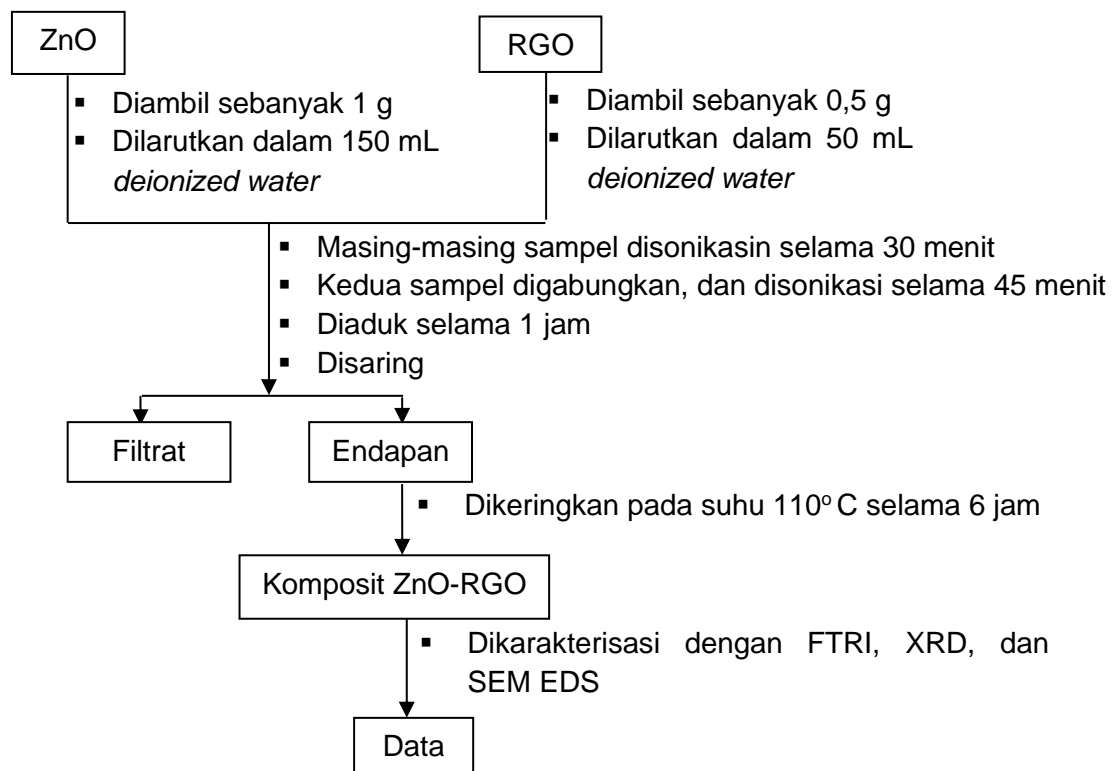 ZnO
RGO
▪ Diambil sebanyak 1 g
▪ Dilarutkan dalam 150 mL
deionized water
▪ Diambil sebanyak 0,5 g
▪ Dilarutkan dalam 50 mL
deionized water
▪ Masing-masing sampel disonikasin selama 30 menit
▪ Kedua sampel digabungkan, dan disonikasi selama 45 menit
▪ Diaduk selama 1 jam
▪ Disaring
Filtrat
Endapan
▪ Dikeringkan pada suhu 110º C selama 6 jam
Komposit ZnO-RGO
▪ Dikarakterisasi dengan FTRI, XRD, dan
SEM EDS
Data